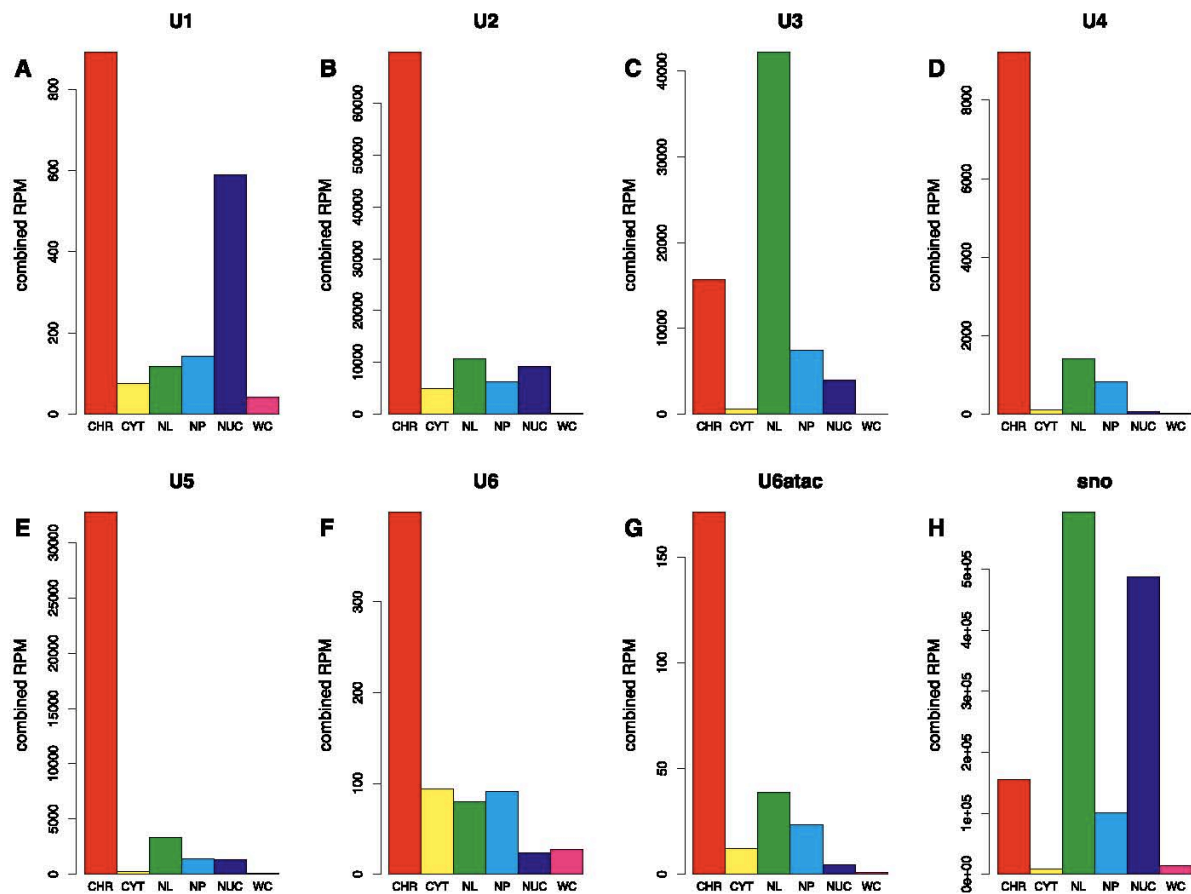 U1
A
combined RPM
800
600
400
200
0
CHR CYT NL NP NUC WC
U2
B
combined RPM
60000
50000
40000
30000
20000
10000
0
CHR CYT NL NP NUC WC
U3
C
combined RPM
40000
30000
20000
10000
0
CHR CYT NL NP NUC WC
U4
D
combined RPM
8000
6000
4000
2000
0
CHR CYT NL NP NUC WC
U5
E
combined RPM
30000
25000
20000
15000
10000
5000
0
CHR CYT NL NP NUC WC
U6
F
combined RPM
300
200
100
0
CHR CYT NL NP NUC WC
U6atac
G
combined RPM
150
100
50
0
CHR CYT NL NP NUC WC
sno
H
combined RPM
5e+05
4e+05
3e+05
2e+05
1e+05
0e+00
CHR CYT NL NP NUC WC